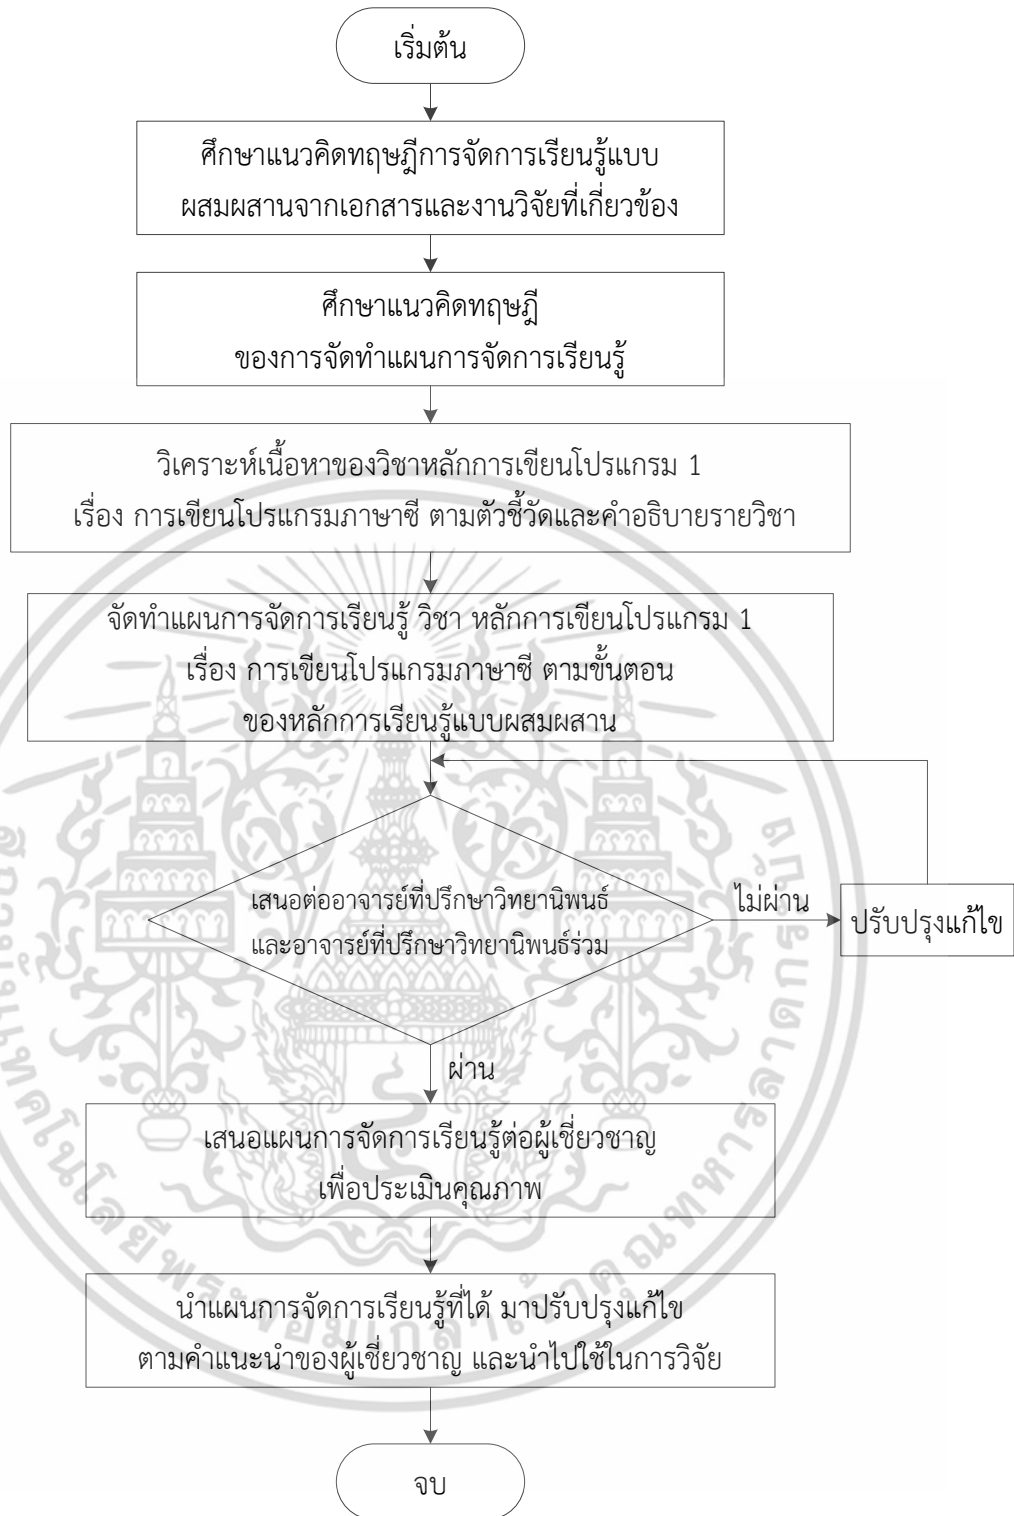 เริ่มต้น
ศึกษาแนวคิดทฤษฎีการจัดการเรียนรู้แบบ
ผสมผสานจากเอกสารและงานวิจัยที่เกี่ยวข้อง
ศึกษาแนวคิดทฤษฎี
ของการจัดทำแผนการจัดการเรียนรู้
วิเคราะห์เนื้อหาของวิชาหลักการเขียนโปรแกรม 1
เรื่อง การเขียนโปรแกรมภาษาซี ตามตัวชี้วัดและคำอธิบายรายวิชา
จัดทำแผนการจัดการเรียนรู้ วิชา หลักการเขียนโปรแกรม 1
เรื่อง การเขียนโปรแกรมภาษาซี ตามขั้นตอน
ของหลักการเรียนรู้แบบผสมผสาน
เสนอต่ออาจารย์ที่ปรึกษาวิทยานิพนธ์
และอาจารย์ที่ปรึกษาวิทยานิพนธ์ร่วม
ไม่ผ่าน
ปรับปรุงแก้ไข
ผ่าน
เสนอแผนการจัดการเรียนรู้ต่อผู้เชี่ยวชาญ
เพื่อประเมินคุณภาพ
นำแผนการจัดการเรียนรู้ที่ได้ มาปรับปรุงแก้ไข
ตามคำแนะนำของผู้เชี่ยวชาญ และนำไปใช้ในการวิจัย
จบ